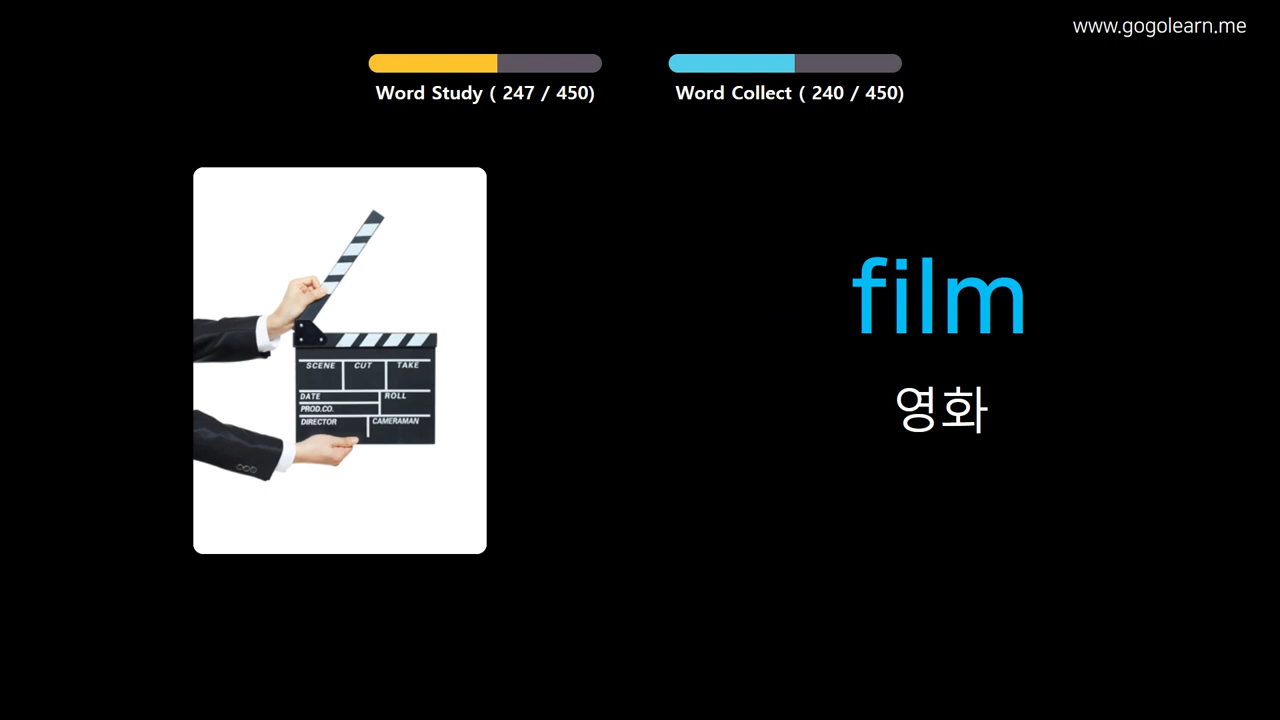 www.gogolearn.me
Word Study ( 247 / 450)
Word Collect ( 240 / 450)
SCENE CUT TAKE
DATE ROLL
PROD.CO.
DIRECTOR CAMERAMAN
film
영화